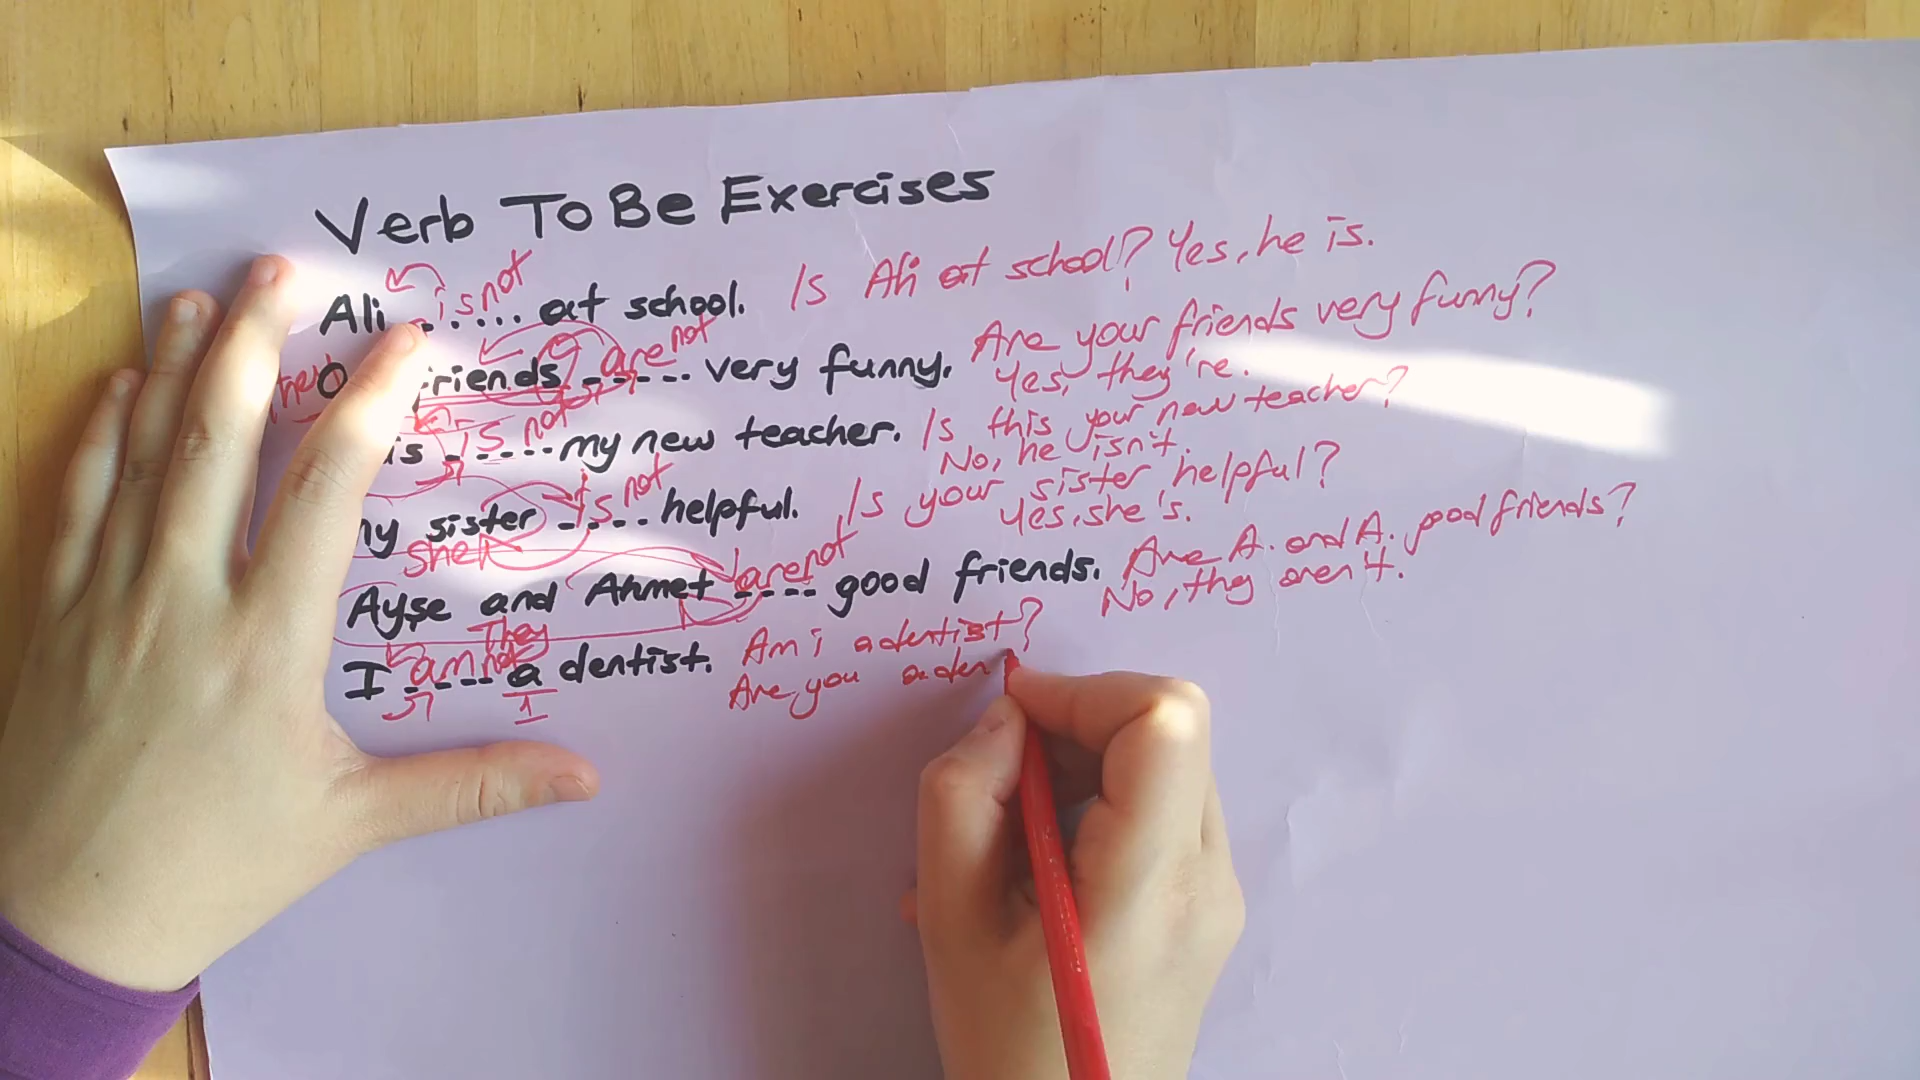 Verb To Be Exercises
Ali is not at school. Is Ali at school? Yes, he is.
friends are not very funny. Are your friends very funny?
Yes, they're.
is is not my new teacher. Is this your new teacher?
No, he isn't.
my sister is not helpful. Is your sister helpful?
She Yes, she's.
Ayşe and Ahmet are not good friends. Are A. and A. good friends?
They No, they aren't.
I am not a dentist. Am i a dentist?
1 Are you a den